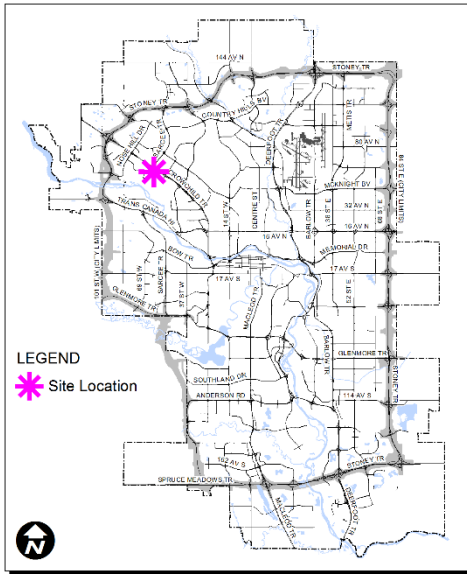 144 AV N
STONEY TR
STONEY TR
COUNTRY HILLS BV
METIS TR
NOSE HILL DR
SARCEE TR
DEERFOOT TR
80 AV N
CROWCHILD TR
MCKNIGHT BV
84 ST E (CITY LIMITS)
TRANS CANADA HI
14 ST W
CENTRE ST
BARLOW TR
36 ST E
32 AV N
68 ST E
16 AV N
16 AV N
101 ST W (CITY LIMITS)
BOW TR
MEMORIAL DR
17 AV S
17 AV S
69 ST W
SARCEE TR
37 ST W
MACLEOD TR
52 ST E
GLENMORE TR
BARLOW TR
GLENMORE TR
LEGEND
Site Location
SOUTHLAND DR
STONEY TR
ANDERSON RD
114 AV S
162 AV S
STONEY TR
SPRUCE MEADOWS TR
MACLEOD TR
DEERFOOT TR
N